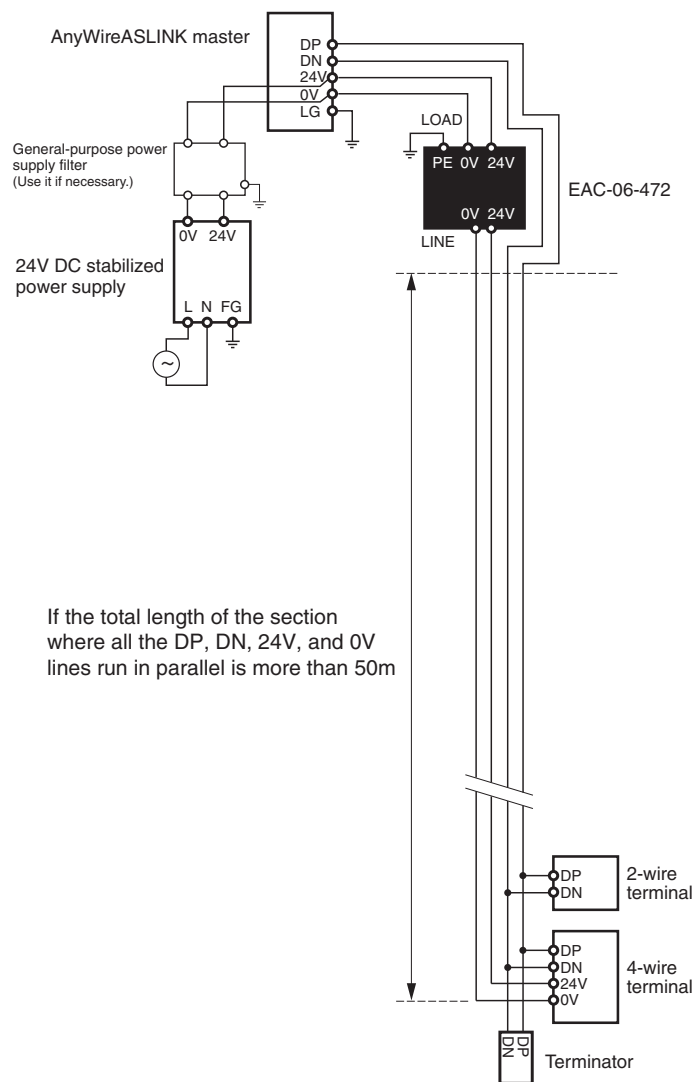 AnyWireASLINK master
DP
DN
24V
0V
LG
General-purpose power
supply filter
(Use it if necessary.)
0V 24V
24V DC stabilized
power supply
L N FG
~
LOAD
PE 0V 24V
0V 24V
LINE
EAC-06-472
If the total length of the section
where all the DP, DN, 24V, and 0V
lines run in parallel is more than 50m
DP
DN
2-wire
terminal
DP
DN
24V
0V
4-wire
terminal
DP
DN
Terminator